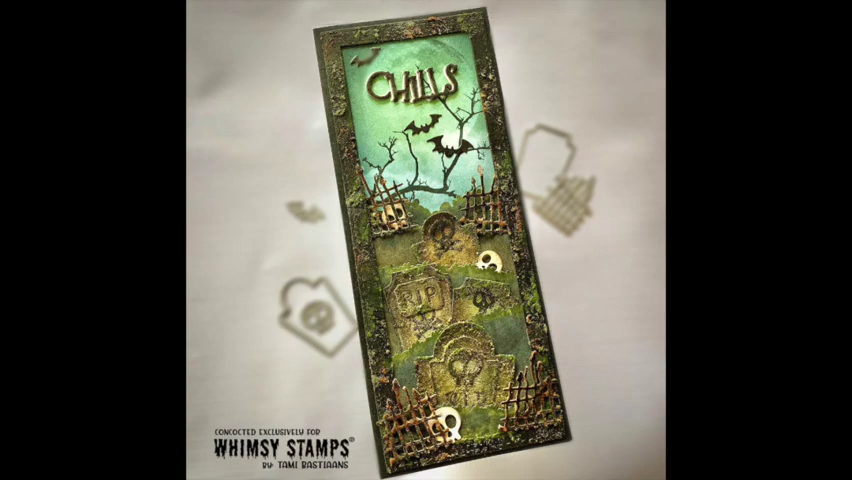 CHILLS
RIP
CONCOCTED EXCLUSIVELY FOR
WHIMSY STAMPS®
BY TAMI BASTIAANS